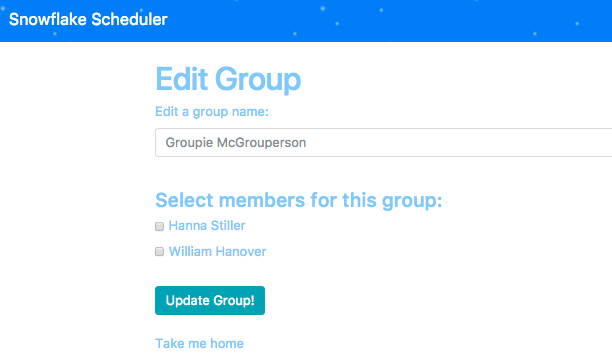 Snowflake Scheduler
Edit Group
Edit a group name:
Groupie McGrouperson
Select members for this group:
Hanna Stiller
William Hanover
Update Group!
Take me home